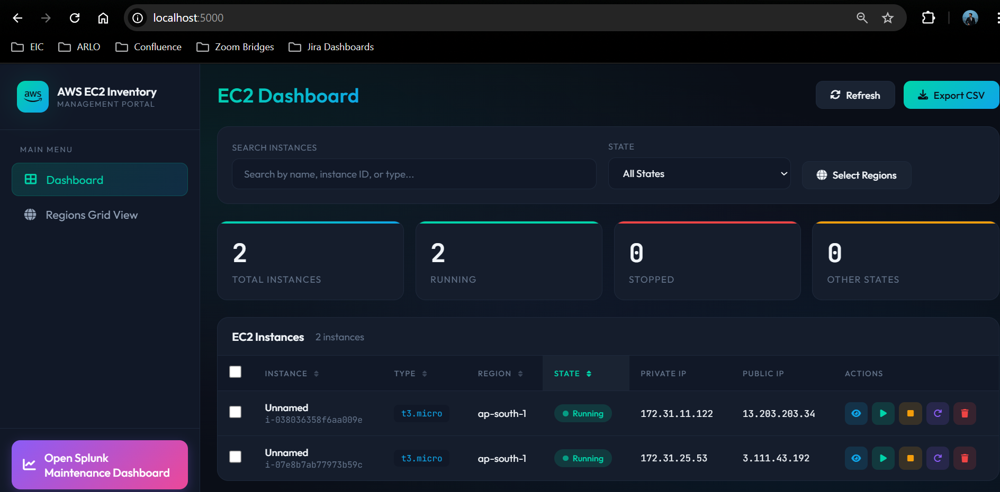 localhost:5000
EIC
ARLO
Confluence
Zoom Bridges
Jira Dashboards
aws
AWS EC2 Inventory
MANAGEMENT PORTAL
MAIN MENU
Dashboard
Regions Grid View
Open Splunk
Maintenance Dashboard
EC2 Dashboard
Refresh
Export CSV
SEARCH INSTANCES
Search by name, instance ID, or type...
STATE
All States
Select Regions
2
TOTAL INSTANCES
2
RUNNING
0
STOPPED
0
OTHER STATES
EC2 Instances 2 instances
INSTANCE TYPE REGION STATE PRIVATE IP PUBLIC IP ACTIONS
Unnamed
i-038036358f6aa009e
t3.micro ap-south-1 Running 172.31.11.122 13.203.203.34
Unnamed
i-07e8b7ab77973b59c
t3.micro ap-south-1 Running 172.31.25.53 3.111.43.192